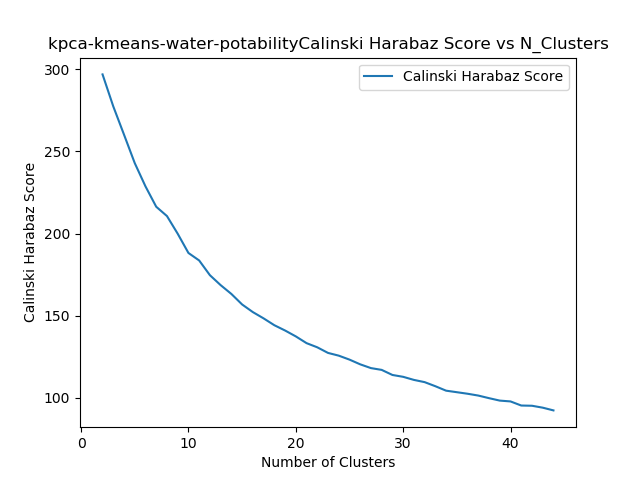 kpca-kmeans-water-potabilityCalinski Harabaz Score vs N_Clusters
Calinski Harabaz Score
300
250
200
150
100
Calinski Harabaz Score
0 10 20 30 40
Number of Clusters